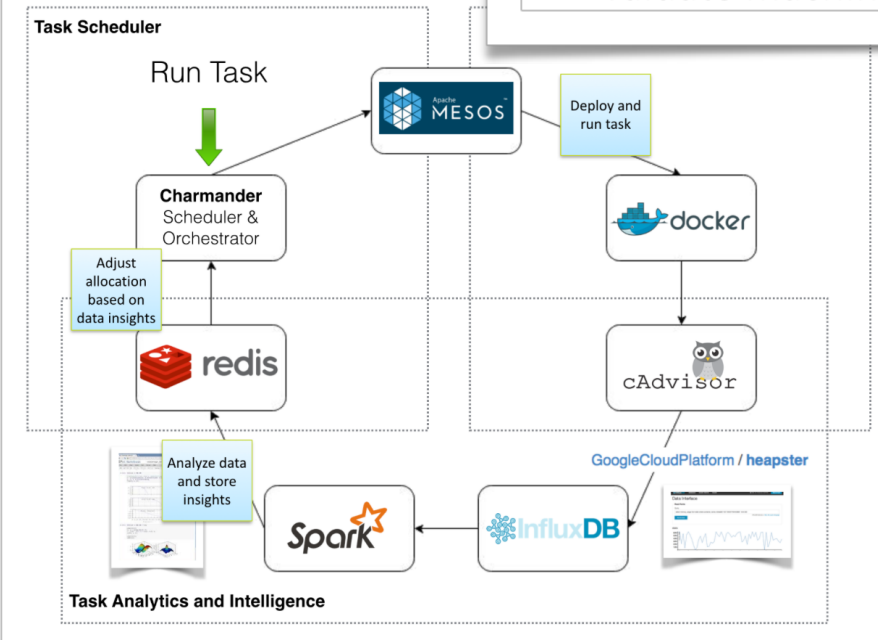 Task Scheduler
Run Task
Apache
MESOS
Deploy and
run task
Charmander
Scheduler &
Orchestrator
docker
Adjust
allocation
based on
data insights
redis
cAdvisor
GoogleCloudPlatform / heapster
Analyze data
and store
insights
Spark
InfluxDB
Task Analytics and Intelligence